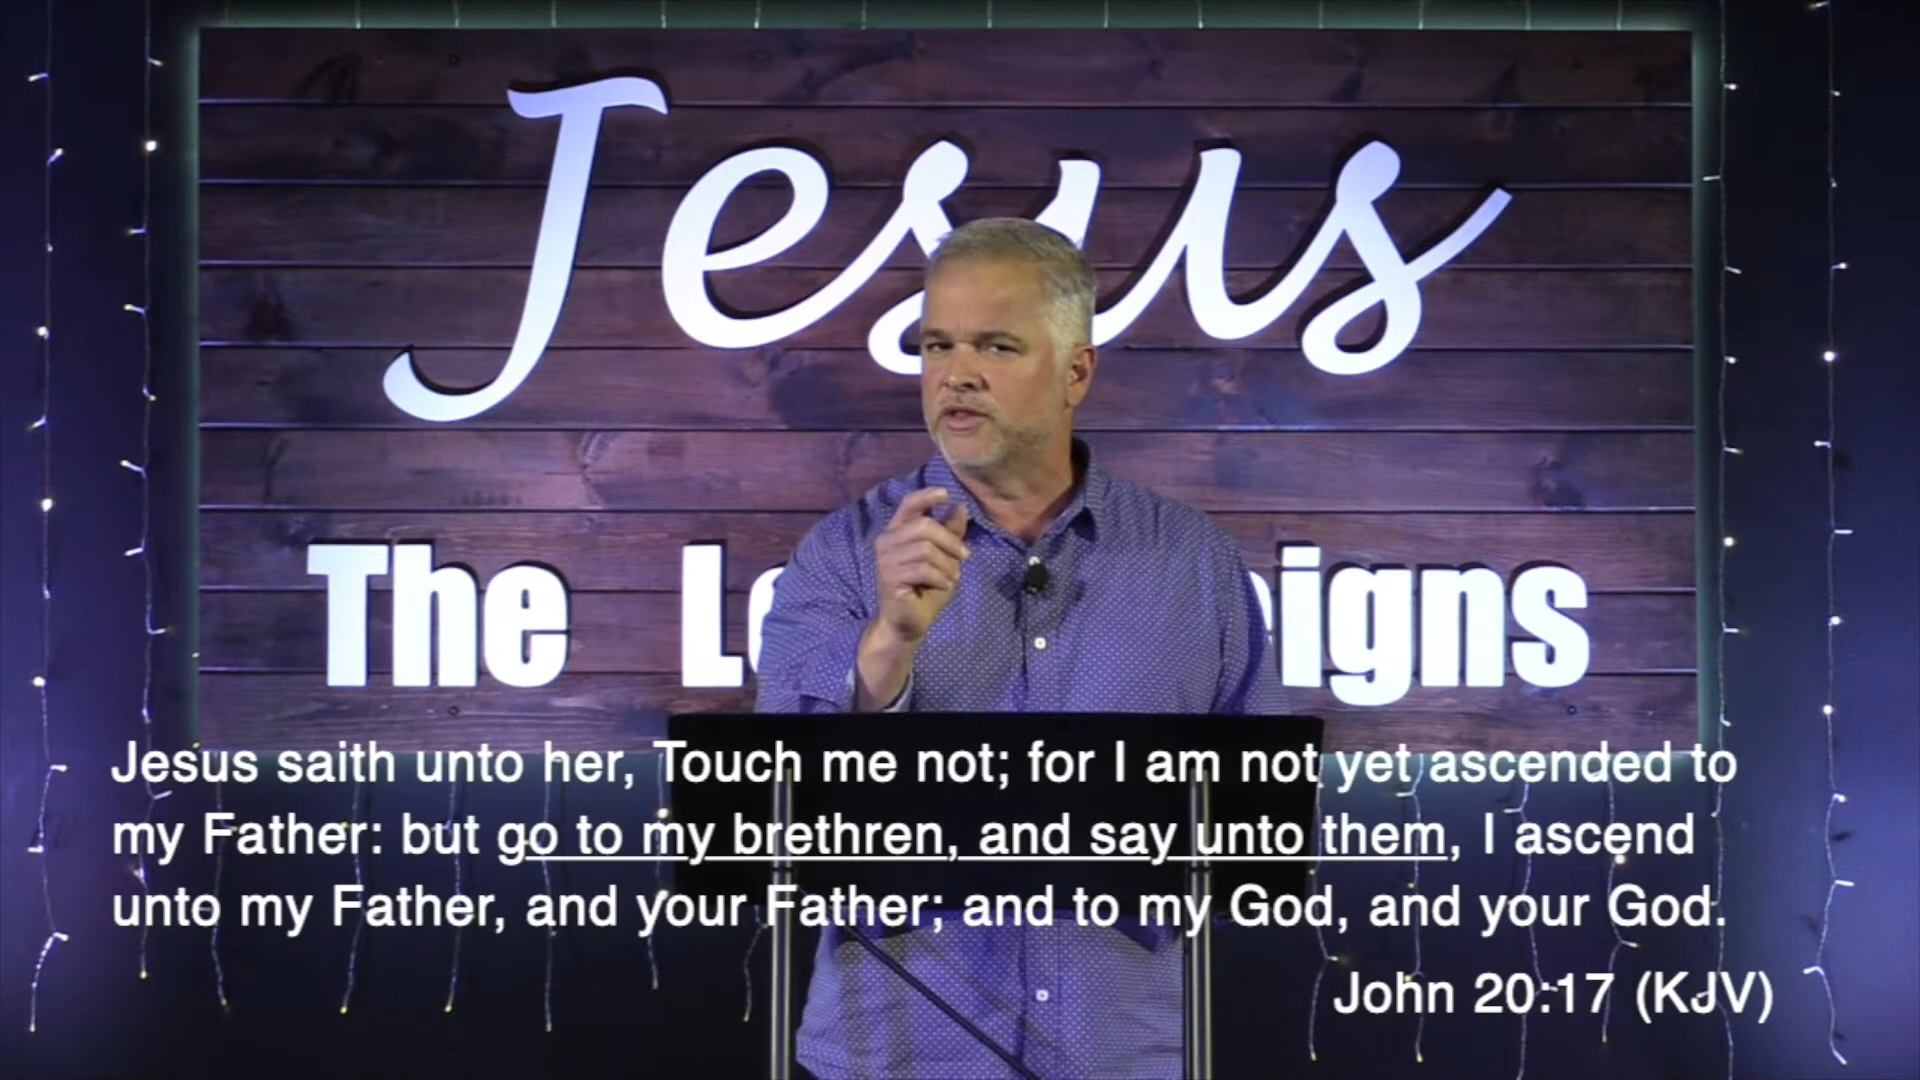 Jesus
The eigns
Jesus saith unto her, Touch me not; for I am not yet ascended to
my Father: but go to my brethren, and say unto them, I ascend
unto my Father, and your Father; and to my God, and your God.
John 20:17 (KJV)